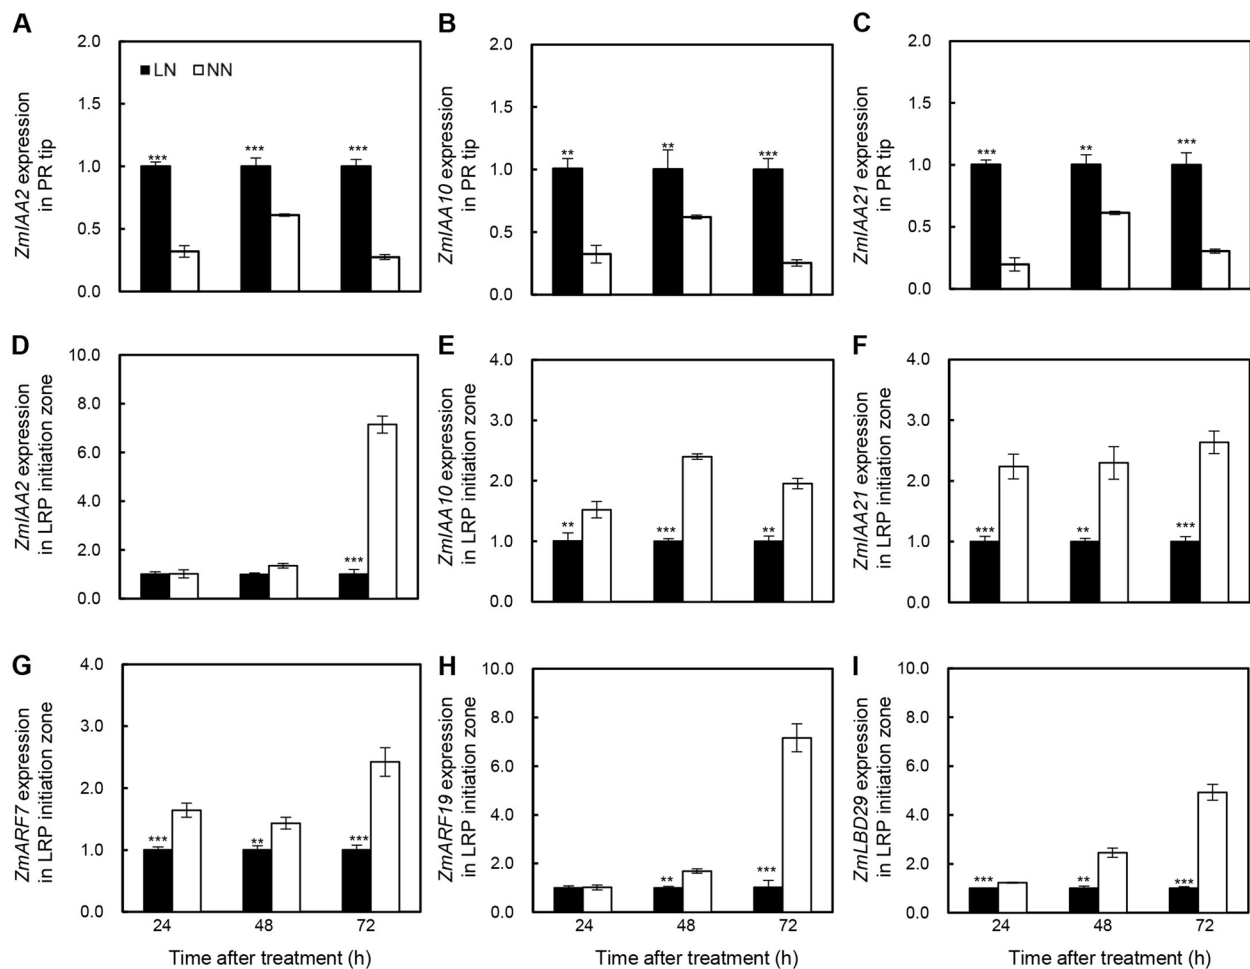 A
ZmIAA2 expression
in PR tip
2.0
1.5
1.0
0.5
0.0
LN NN
*** *** ***
B
ZmIAA10 expression
in PR tip
2.0
1.5
1.0
0.5
0.0
** ** ***
C
ZmIAA21 expression
in PR tip
2.0
1.5
1.0
0.5
0.0
*** ** ***
D
ZmIAA2 expression
in LRP initiation zone
10.0
8.0
6.0
4.0
2.0
0.0
***
E
ZmIAA10 expression
in LRP initiation zone
4.0
3.0
2.0
1.0
0.0
** *** **
F
ZmIAA21 expression
in LRP initiation zone
4.0
3.0
2.0
1.0
0.0
*** ** ***
G
ZmARF7 expression
in LRP initiation zone
4.0
3.0
2.0
1.0
0.0
*** ** ***
24 48 72
Time after treatment (h)
H
ZmARF19 expression
in LRP initiation zone
10.0
8.0
6.0
4.0
2.0
0.0
** ***
24 48 72
Time after treatment (h)
I
ZmLBD29 expression
in LRP initiation zone
10.0
8.0
6.0
4.0
2.0
0.0
*** ** ***
24 48 72
Time after treatment (h)